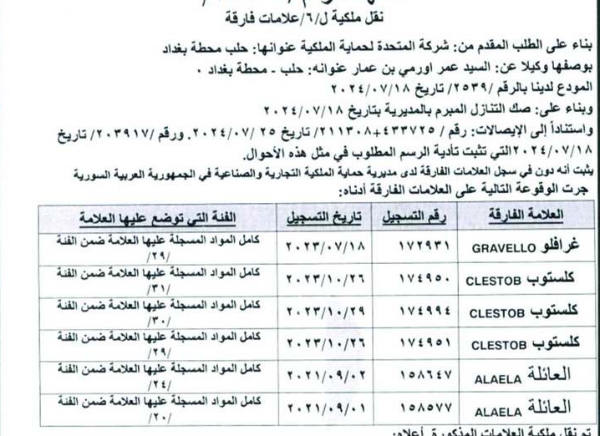 نقل ملكية ل/٦/علامات فارقة
بناء على الطلب المقدم من: شركة المتحدة لحماية الملكية عنوانها: حلب محطة بغداد
بوصفها وكيلا عن: السيد عمر اورمي بن عمار عنوانه: حلب - محطة بغداد ٠
المودع لدينا بالرقم /٢٥٣٩/ تاريخ ٢٠٢٤/٠٧/١٨
وبناء على: صك التنازل المبرم بالمديرية بتاريخ ٢٠٢٤/٠٧/١٨
واستناداً إلى الإيصالات: رقم / ٤٣٣٧٢٥+٢١١٣٠٨/ تاريخ ٢٥ /٢٠٢٤/٠٧. ورقم /٢٠٣٩١٧/ تاريخ
٢٠٢٤/٠٧/١٨التي تثبت تأدية الرسم المطلوب في مثل هذه الأحوال.
يثبت أنه دون في سجل العلامات الفارقة لدى مديرية حماية الملكية التجارية والصناعية في الجمهورية العربية السورية
جرت الوقوعة التالية على العلامات الفارقة أدناه:
العلامة الفارقة رقم التسجيل تاريخ التسجيل الفئة التي توضع عليها العلامة
غرافلو GRAVELLO ١٧٢٩٣١ ٢٠٢٣/٠٧/١٨ كامل المواد المسجلة عليها العلامة ضمن الفئة
/٢٩/
كلستوب CLESTOB ١٧٤٩٥٠ ٢٠٢٣/١٠/٢٦ كامل المواد المسجلة عليها العلامة ضمن الفئة
/٣١/
كلستوب CLESTOB ١٧٤٩٩٤ ٢٠٢٣/١٠/٢٩ كامل المواد المسجلة عليها العلامة ضمن الفئة
/٣٠/
كلستوب CLESTOB ١٧٤٩٥١ ٢٠٢٣/١٠/٢٦ كامل المواد المسجلة عليها العلامة ضمن الفئة
/٢٩/
العائلة ALAELA ١٥٨٦٤٧ ٢٠٢١/٠٩/٠٢ كامل المواد المسجلة عليها العلامة ضمن الفئة
/٢٤/
العائلة ALAELA ١٥٨٥٧٧ ٢٠٢١/٠٩/٠١ كامل المواد المسجلة عليها العلامة ضمن الفئة
/٢٠/
تم نقل ملكية العلامات المذكورة أعلاه: